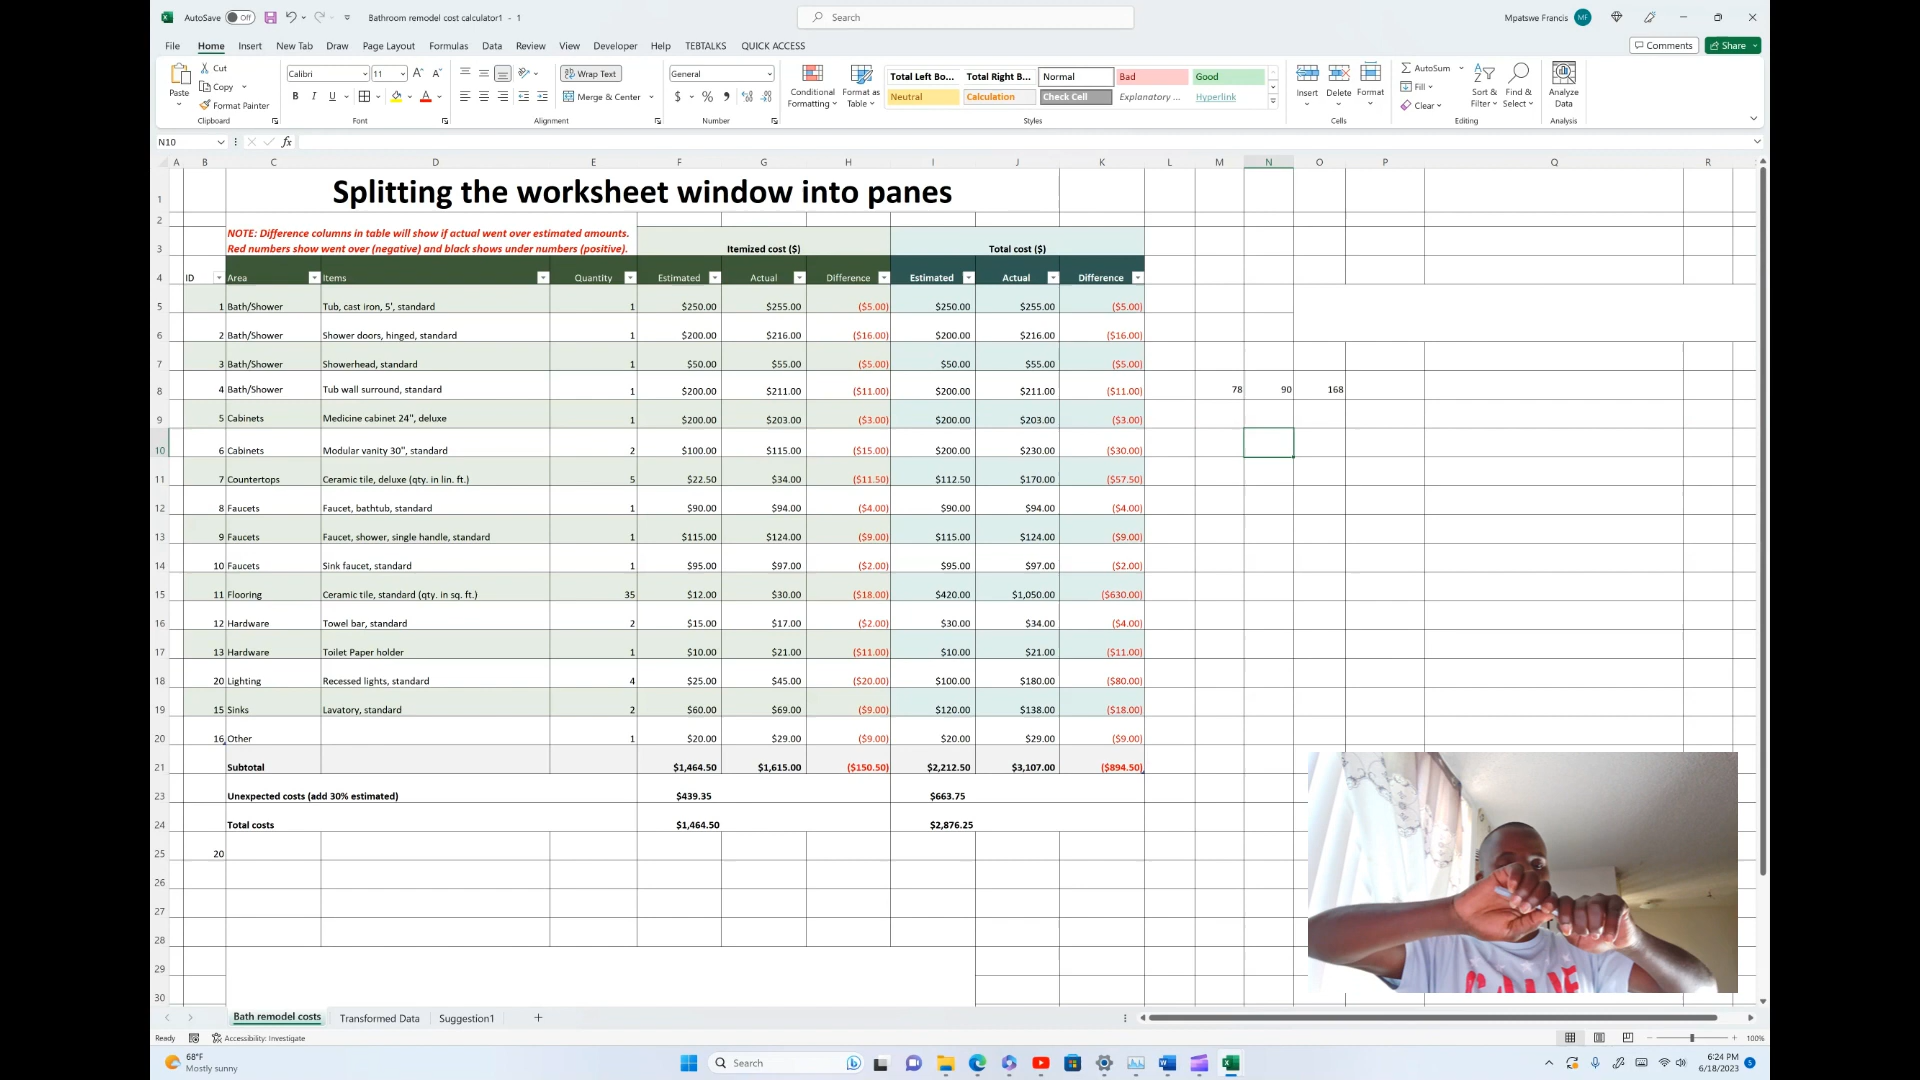 AutoSave Off Bathroom remodel cost calculator1 - 1 Search Mpatswe Francis MF
File Home Insert New Tab Draw Page Layout Formulas Data Review View Developer Help TEBTALKS QUICK ACCESS Comments Share
Paste Cut Copy Format Painter Clipboard
Calibri 11 B I U Font
Wrap Text Merge & Center Alignment
General $ % Number
Conditional Formatting Format as Table
Total Left Bo... Total Right B... Normal Bad Good
Neutral Calculation Check Cell Explanatory ... Hyperlink
Styles
Insert Delete Format Cells
AutoSum Fill Clear Sort & Filter Find & Select Editing
Analyze Data Analysis
N10 fx
A B C D E F G H I J K L M N O P Q R
1 Splitting the worksheet window into panes
2
NOTE: Difference columns in table will show if actual went over estimated amounts.
3 Red numbers show went over (negative) and black shows under numbers (positive). Itemized cost ($) Total cost ($)
4 ID Area Items Quantity Estimated Actual Difference Estimated Actual Difference
5 1 Bath/Shower Tub, cast iron, 5', standard 1 $250.00 $255.00 ($5.00) $250.00 $255.00 ($5.00)
6 2 Bath/Shower Shower doors, hinged, standard 1 $200.00 $216.00 ($16.00) $200.00 $216.00 ($16.00)
7 3 Bath/Shower Showerhead, standard 1 $50.00 $55.00 ($5.00) $50.00 $55.00 ($5.00)
8 4 Bath/Shower Tub wall surround, standard 1 $200.00 $211.00 ($11.00) $200.00 $211.00 ($11.00) 78 90 168
9 5 Cabinets Medicine cabinet 24", deluxe 1 $200.00 $203.00 ($3.00) $200.00 $203.00 ($3.00)
10 6 Cabinets Modular vanity 30", standard 2 $100.00 $115.00 ($15.00) $200.00 $230.00 ($30.00)
11 7 Countertops Ceramic tile, deluxe (qty. in lin. ft.) 5 $22.50 $34.00 ($11.50) $112.50 $170.00 ($57.50)
12 8 Faucets Faucet, bathtub, standard 1 $90.00 $94.00 ($4.00) $90.00 $94.00 ($4.00)
13 9 Faucets Faucet, shower, single handle, standard 1 $115.00 $124.00 ($9.00) $115.00 $124.00 ($9.00)
14 10 Faucets Sink faucet, standard 1 $95.00 $97.00 ($2.00) $95.00 $97.00 ($2.00)
15 11 Flooring Ceramic tile, standard (qty. in sq. ft.) 35 $12.00 $30.00 ($18.00) $420.00 $1,050.00 ($630.00)
16 12 Hardware Towel bar, standard 2 $15.00 $17.00 ($2.00) $30.00 $34.00 ($4.00)
17 13 Hardware Toilet Paper holder 1 $10.00 $21.00 ($11.00) $10.00 $21.00 ($11.00)
18 20 Lighting Recessed lights, standard 4 $25.00 $45.00 ($20.00) $100.00 $180.00 ($80.00)
19 15 Sinks Lavatory, standard 2 $60.00 $69.00 ($9.00) $120.00 $138.00 ($18.00)
20 16 Other 1 $20.00 $29.00 ($9.00) $20.00 $29.00 ($9.00)
21 Subtotal $1,464.50 $1,615.00 ($150.50) $2,212.50 $3,107.00 ($894.50)
23 Unexpected costs (add 30% estimated) $439.35 $663.75
24 Total costs $1,464.50 $2,876.25
25 20
26
27
28
29
30
Bath remodel costs Transformed Data Suggestion1
Ready Accessibility: Investigate 100%
68°F
Mostly sunny
Search
6:24 PM
6/18/2023